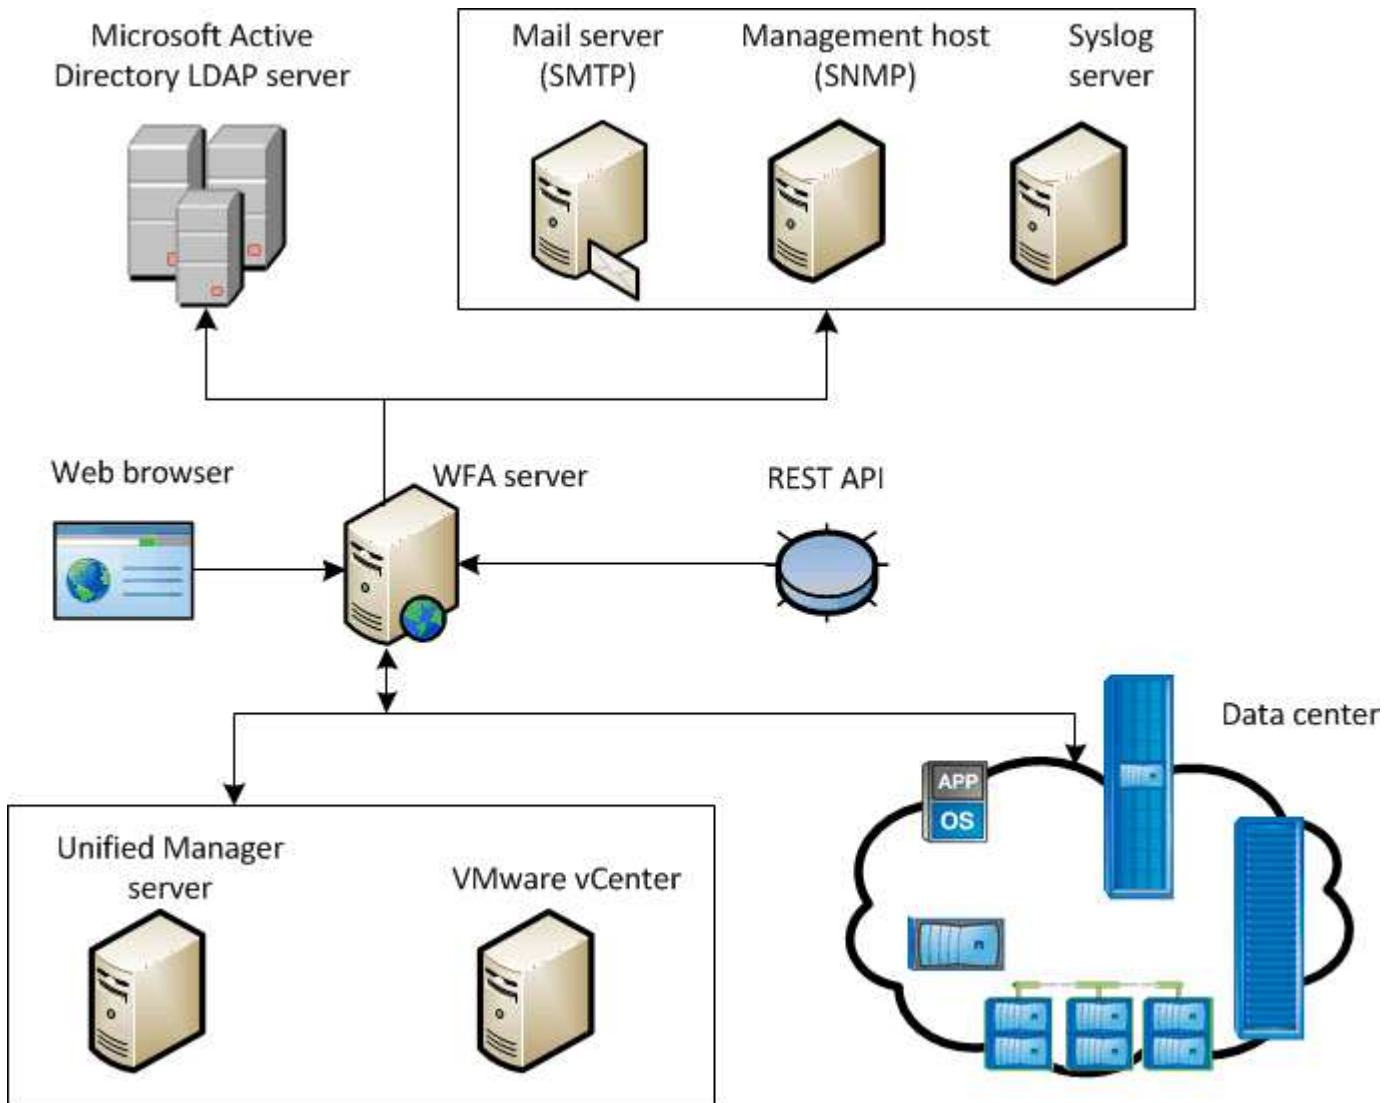 Microsoft Active
Directory LDAP server
Mail server
(SMTP)
Management host
(SNMP)
Syslog
server
Web browser
WFA server
REST API
Data center
APP
OS
Unified Manager
server
VMware vCenter